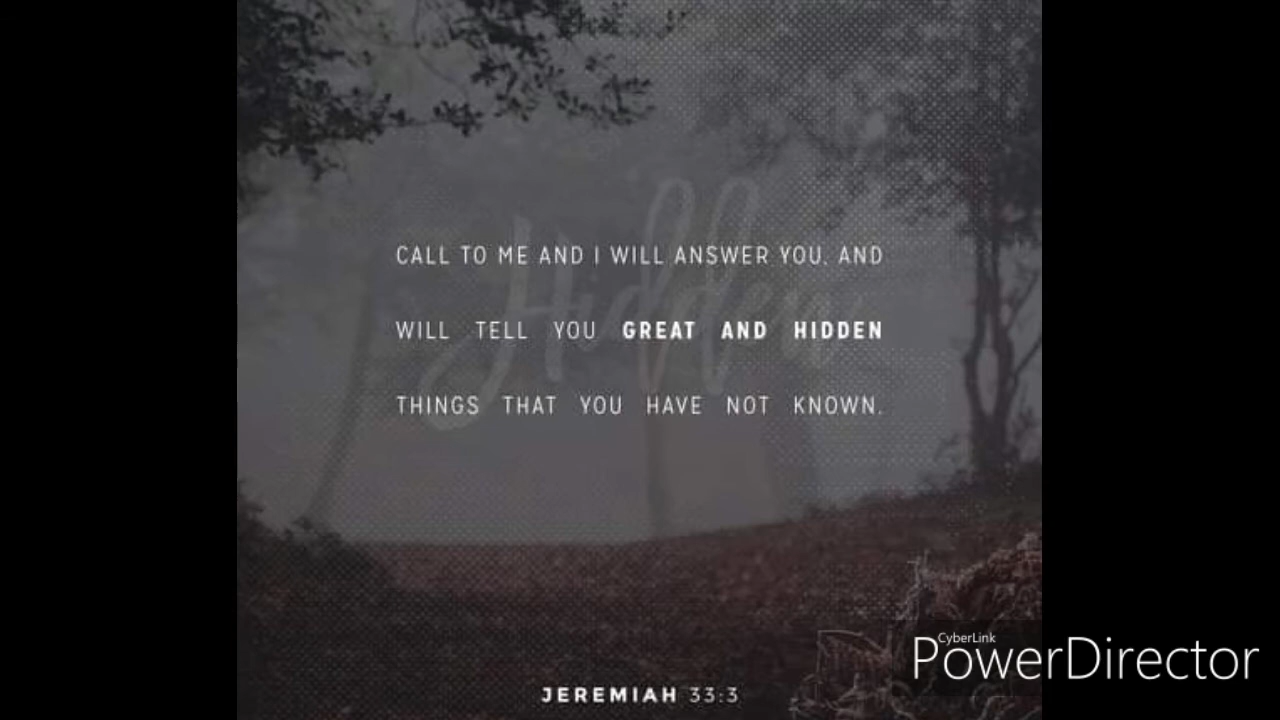 Hidden
CALL TO ME AND I WILL ANSWER YOU, AND
WILL TELL YOU GREAT AND HIDDEN
THINGS THAT YOU HAVE NOT KNOWN.
CyberLink
PowerDirector
JEREMIAH 33:3